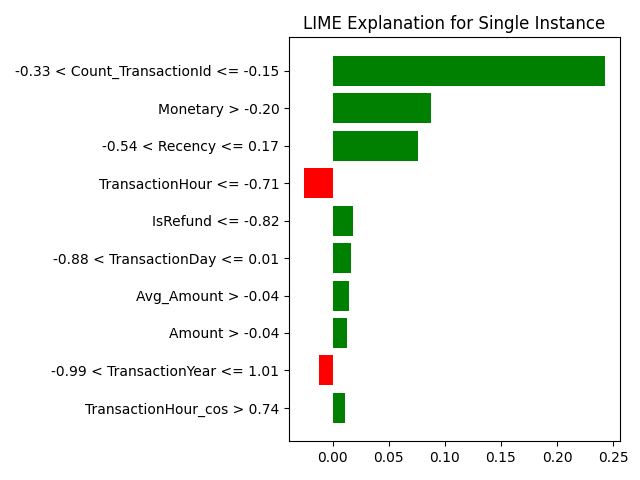 LIME Explanation for Single Instance
-0.33 < Count_TransactionId <= -0.15
Monetary > -0.20
-0.54 < Recency <= 0.17
TransactionHour <= -0.71
IsRefund <= -0.82
-0.88 < TransactionDay <= 0.01
Avg_Amount > -0.04
Amount > -0.04
-0.99 < TransactionYear <= 1.01
TransactionHour_cos > 0.74
0.00 0.05 0.10 0.15 0.20 0.25